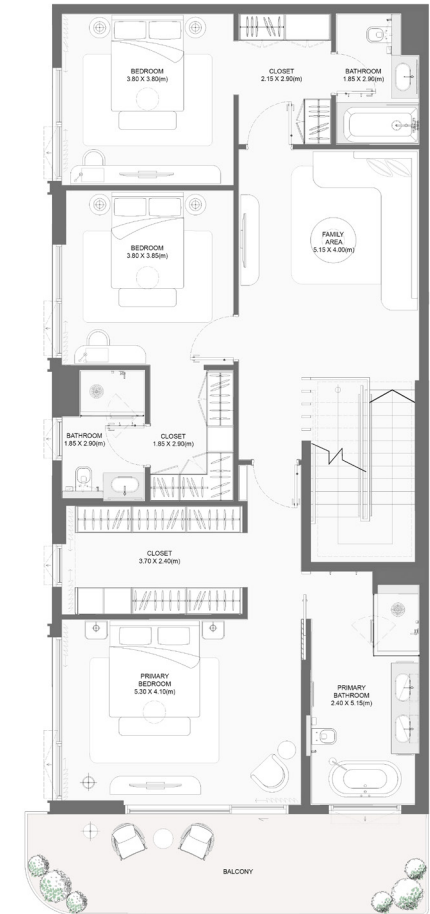 BEDROOM
3.80 X 3.80(m)
CLOSET
2.15 X 2.90(m)
BATHROOM
1.85 X 2.90(m)
BEDROOM
3.80 X 3.85(m)
FAMILY
AREA
5.15 X 4.00(m)
BATHROOM
1.85 X 2.90(m)
CLOSET
1.85 X 2.90(m)
CLOSET
3.70 X 2.40(m)
PRIMARY
BEDROOM
5.30 X 4.10(m)
PRIMARY
BATHROOM
2.40 X 5.15(m)
BALCONY